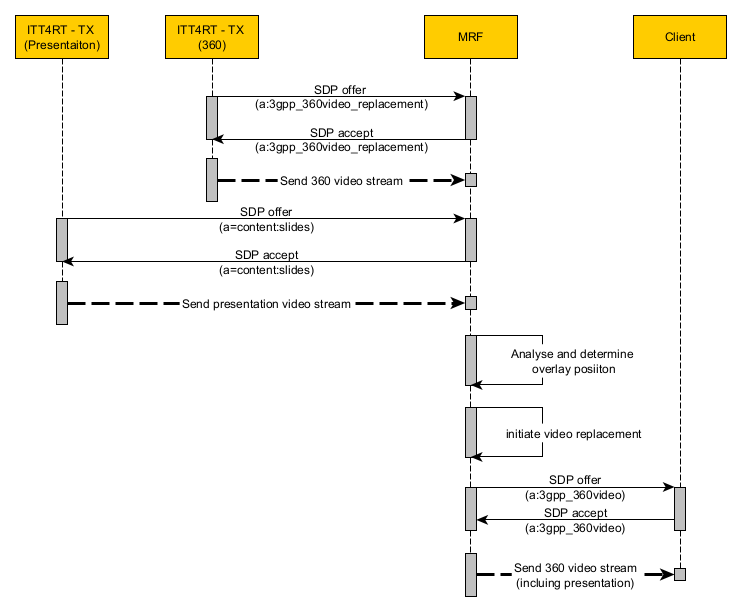 ITT4RT - TX
(Presentaiton)
ITT4RT - TX
(360)
MRF
Client
SDP offer
(a:3gpp_360video_replacement)
SDP accept
(a:3gpp_360video_replacement)
Send 360 video stream
SDP offer
(a=content:slides)
SDP accept
(a=content:slides)
Send presentation video stream
Analyse and determine
overlay posiiton
initiate video replacement
SDP offer
(a:3gpp_360video)
SDP accept
(a:3gpp_360video)
Send 360 video stream
(incluing presentation)